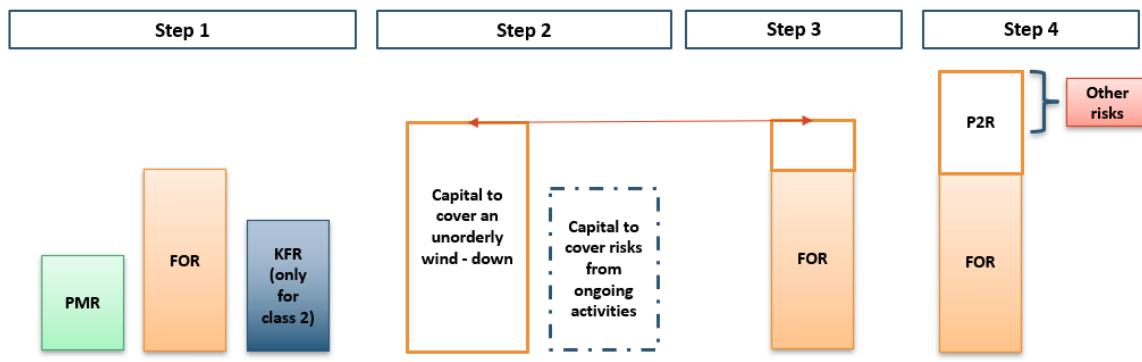 Step 1
Step 2
Step 3
Step 4
PMR
FOR
KFR
(only
for
class 2)
Capital to
cover an
unorderly
wind - down
Capital to
cover risks
from
ongoing
activities
FOR
P2R
FOR
Other
risks